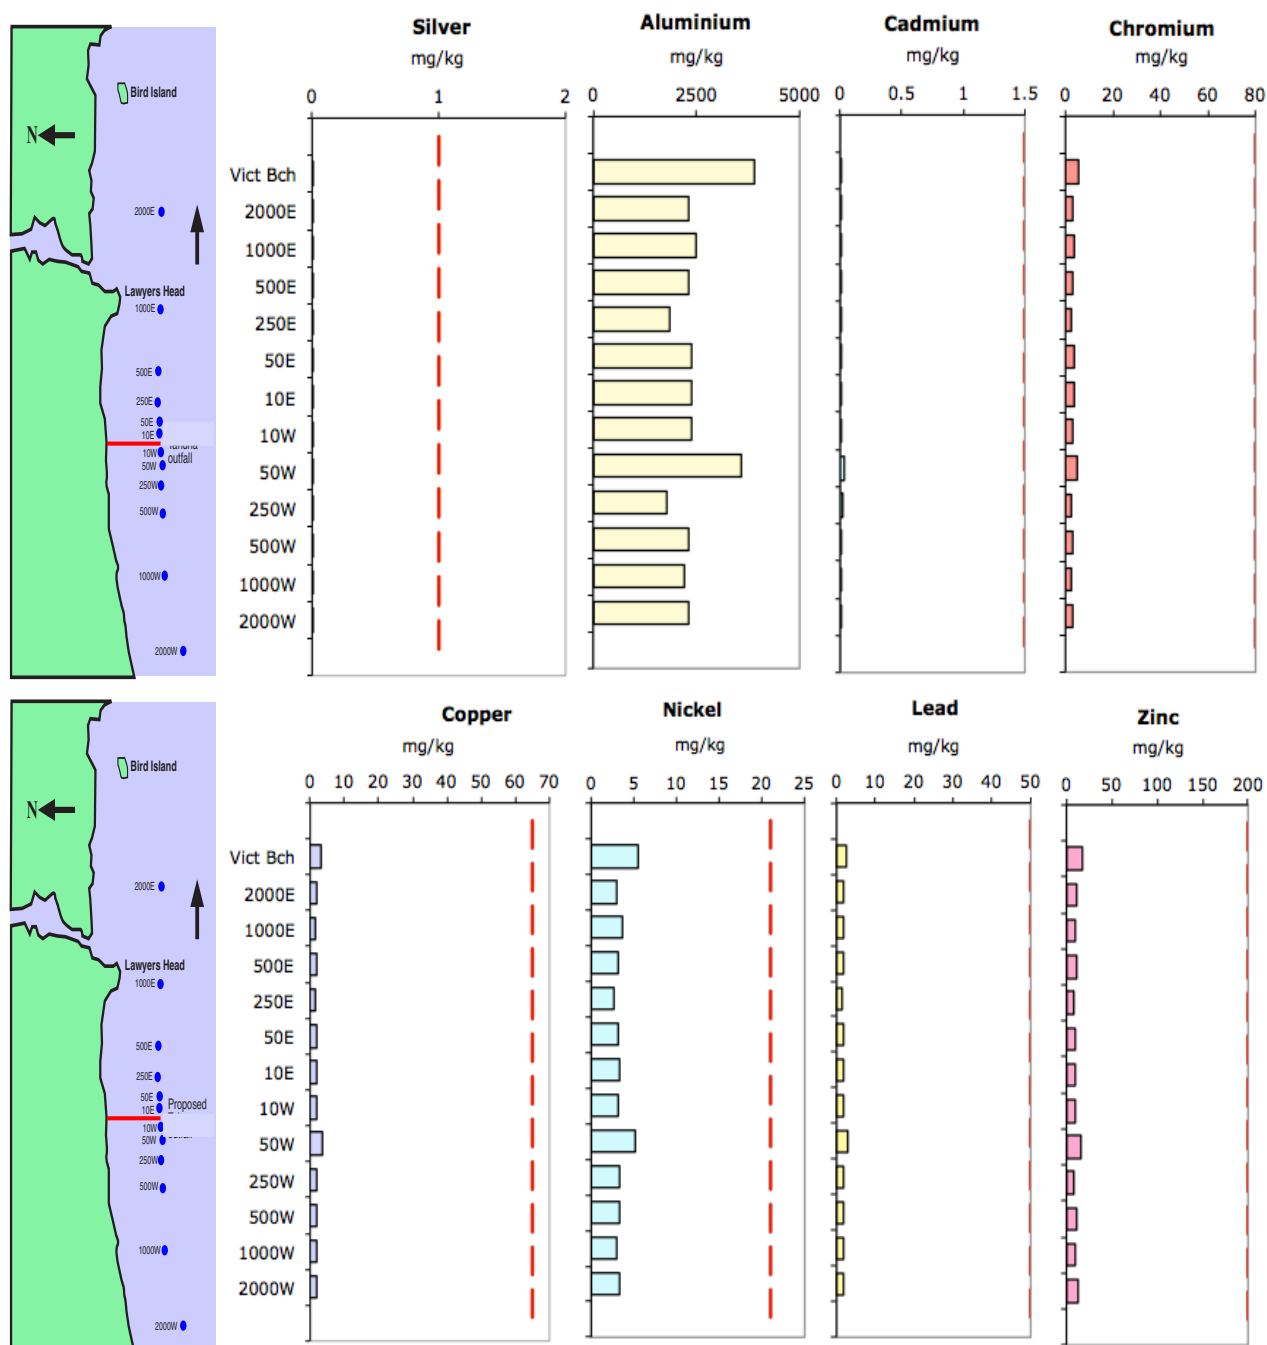 Silver Aluminium Cadmium Chromium
mg/kg mg/kg mg/kg mg/kg
0 1 2 0 2500 5000 0 0.5 1 1.5 0 20 40 60 80
Bird Island
N
2000E
Lawyers Head
1000E
500E
250E
50E
10E
10W outfall
50W
250W
500W
1000W
2000W
Vict Bch
2000E
1000E
500E
250E
50E
10E
10W
50W
250W
500W
1000W
2000W
Copper Nickel Lead Zinc
mg/kg mg/kg mg/kg mg/kg
0 10 20 30 40 50 60 70 0 5 10 15 20 25 0 10 20 30 40 50 0 50 100 150 200
Bird Island
N
2000E
Lawyers Head
1000E
500E
250E
50E
10E Proposed
10W
50W
250W
500W
1000W
2000W
Vict Bch
2000E
1000E
500E
250E
50E
10E
10W
50W
250W
500W
1000W
2000W